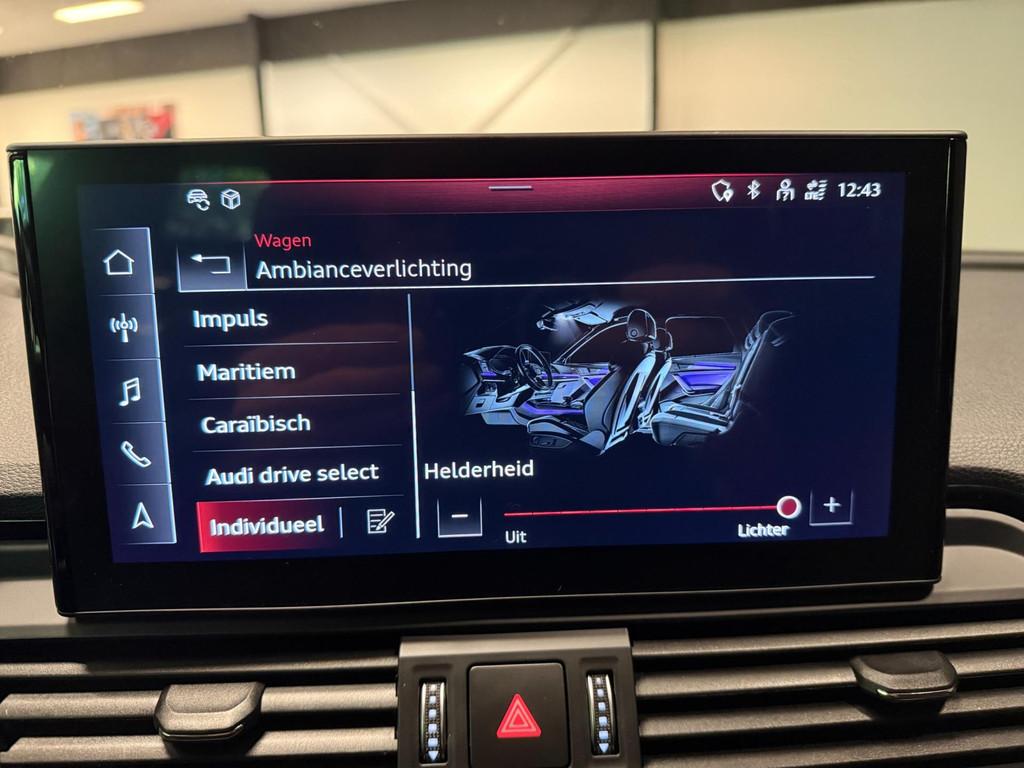 12:43
Wagen
Ambianceverlichting
Impuls
Maritiem
Caraïbisch
Audi drive select
Individueel
Helderheid
−
+
Uit
Lichter